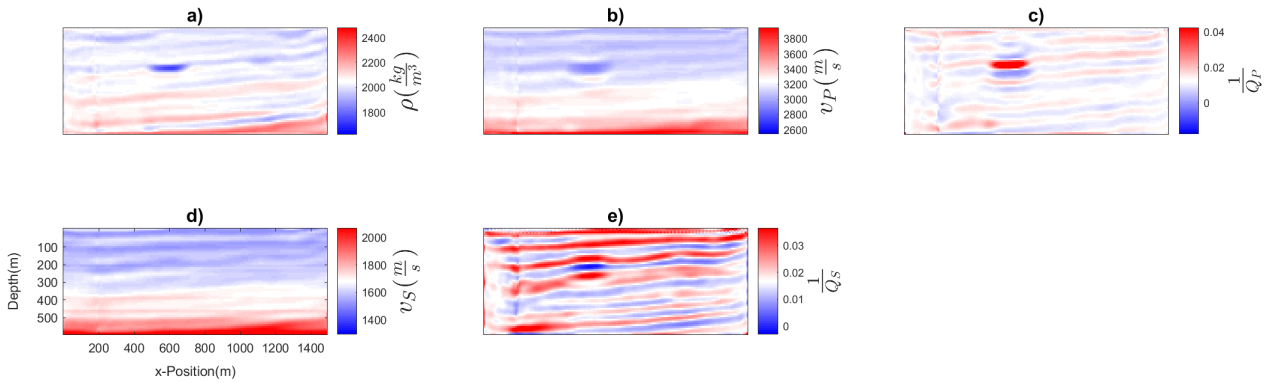 a)
2400
2200
2000
1800
ρ(kg/m³)
b)
3800
3600
3400
3200
3000
2800
2600
v_P(m/s)
c)
0.04
0.02
0
1/Q_P
d)
Depth(m)
100
200
300
400
500
200 400 600 800 1000 1200 1400
x-Position(m)
2000
1800
1600
1400
v_S(m/s)
e)
0.03
0.02
0.01
0
1/Q_S